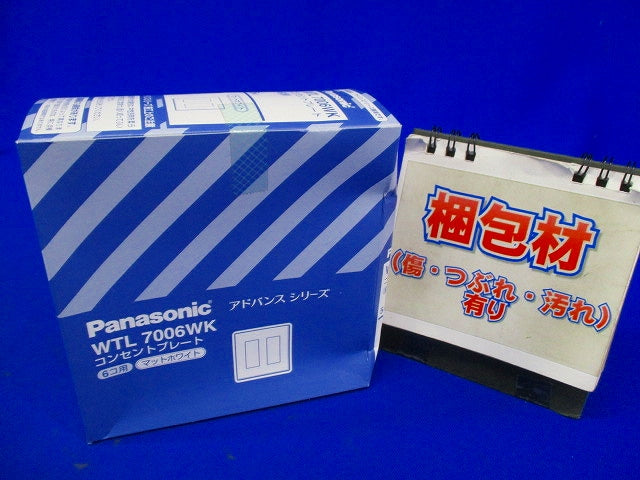 7006WK
Panasonic
アドバンス シリーズ
WTL 7006WK
コンセントプレート
6コ用 マットホワイト
梱包材
(傷・つぶれ・汚れ)
有り